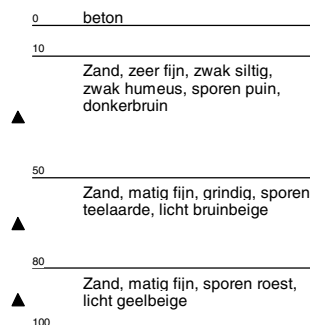 0 beton
10
Zand, zeer fijn, zwak siltig,
zwak humeus, sporen puin,
donkerbruin
50
Zand, matig fijn, grindig, sporen
teelaarde, licht bruinbeige
80
Zand, matig fijn, sporen roest,
licht geelbeige
100